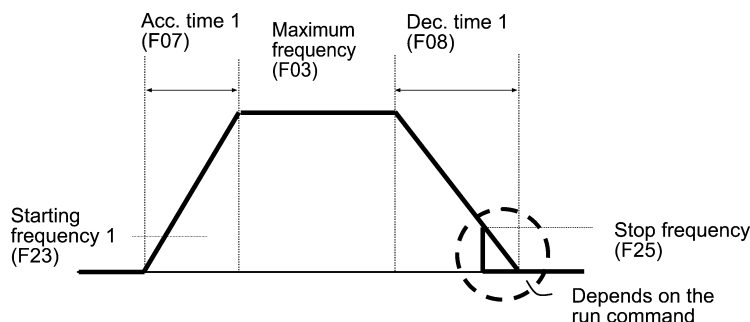 Acc. time 1
(F07)
Maximum
frequency
(F03)
Dec. time 1
(F08)
Starting
frequency 1
(F23)
Stop frequency
(F25)
Depends on the
run command